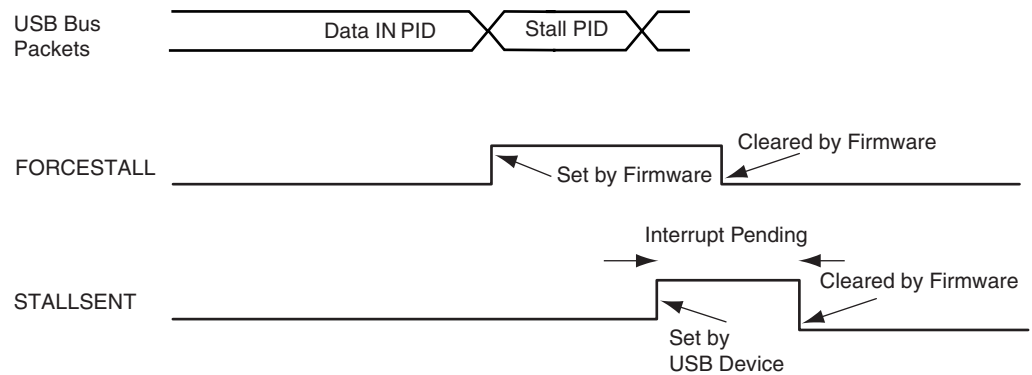 USB Bus
Packets
Data IN PID
Stall PID
FORCESTALL
Set by Firmware
Cleared by Firmware
Interrupt Pending
STALLSENT
Set by
USB Device
Cleared by Firmware